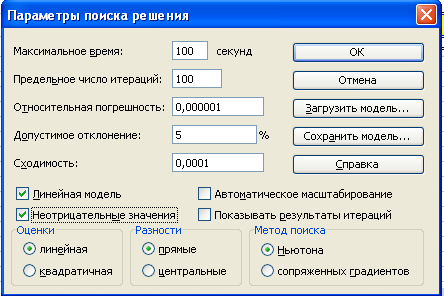 Параметры поиска решения
Максимальное время: 100 секунд
ОК
Предельное число итераций: 100
Отмена
Относительная погрешность: 0,000001
Загрузить модель...
Допустимое отклонение: 5 %
Сохранить модель...
Сходимость: 0,0001
Справка
Линейная модель
Автоматическое масштабирование
Неотрицательные значения
Показывать результаты итераций
Оценки
Разности
Метод поиска
линейная
прямые
Ньютона
квадратичная
центральные
сопряженных градиентов